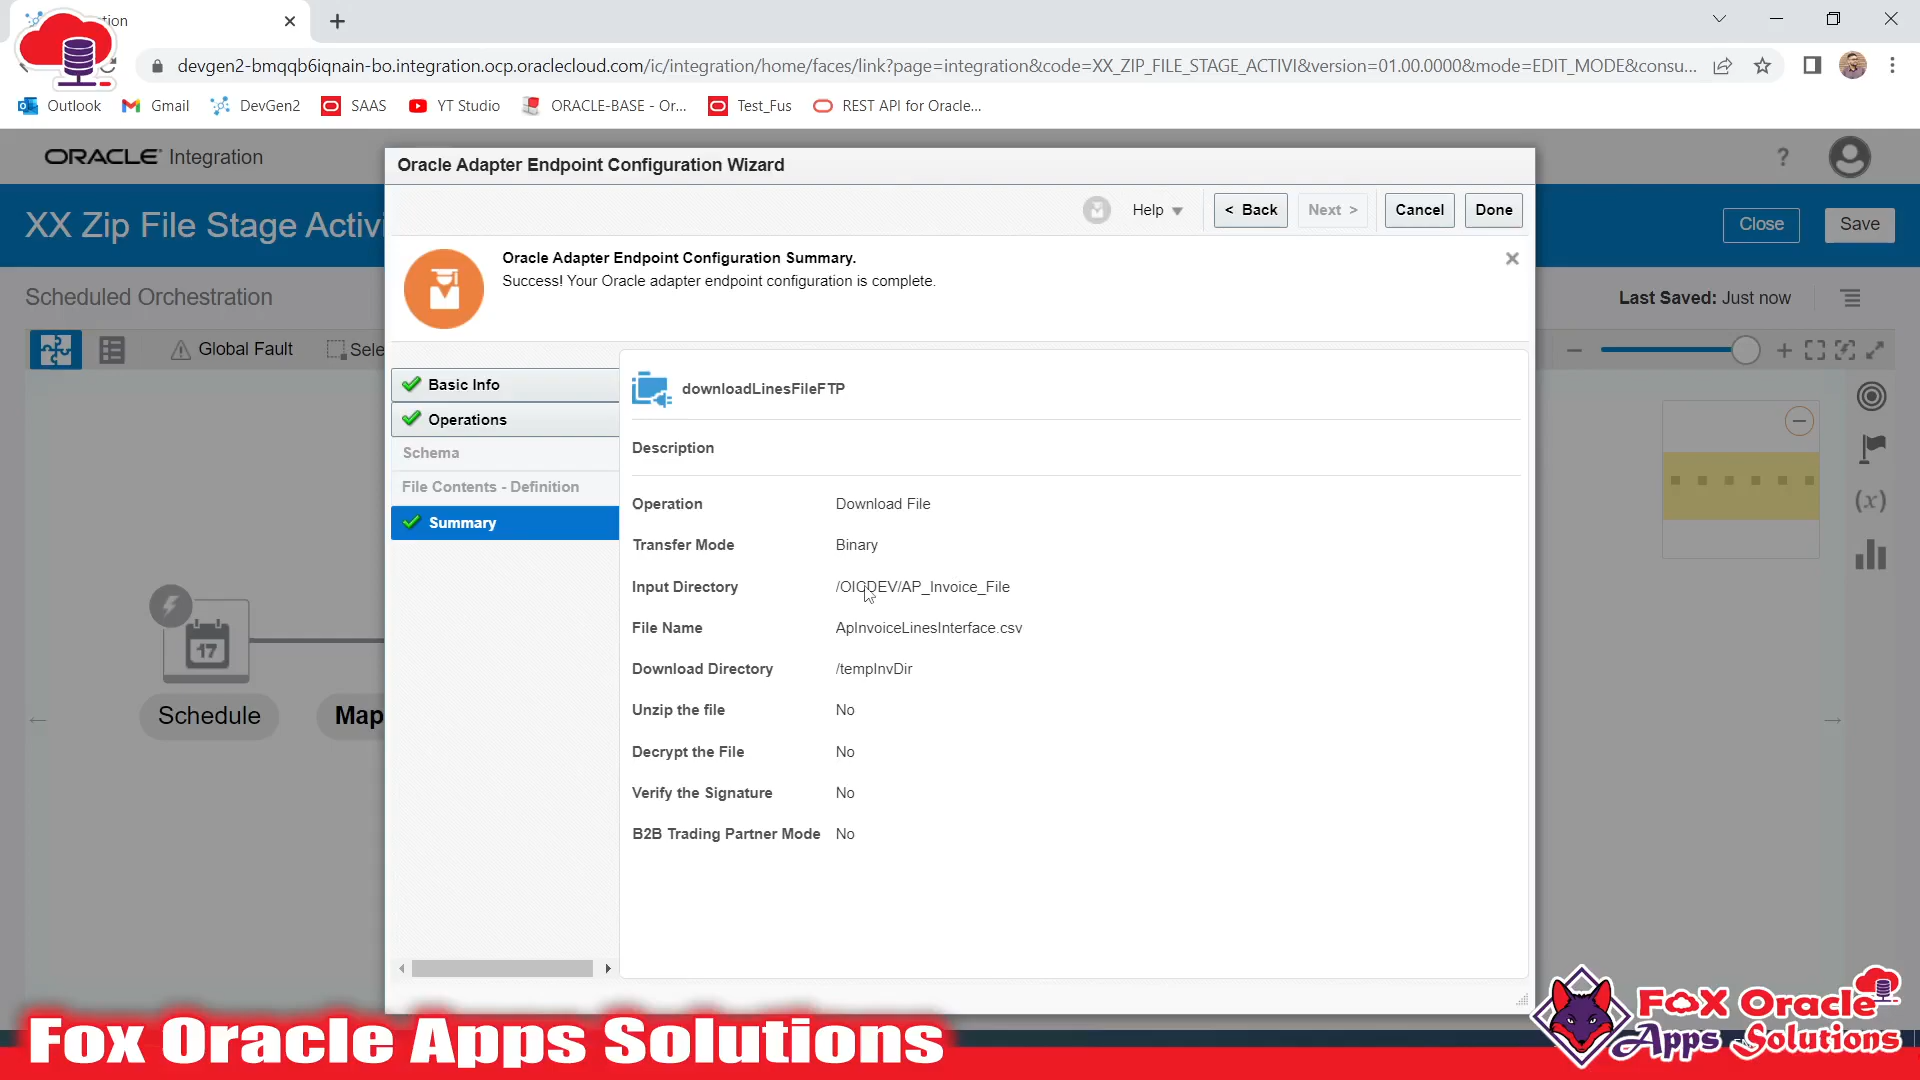 devgen2-bmqqb6iqnain-bo.integration.ocp.oraclecloud.com/ic/integration/home/faces/link?page=integration&code=XX_ZIP_FILE_STAGE_ACTIVI&version=01.00.0000&mode=EDIT_MODE&consu...
Outlook Gmail DevGen2 SAAS YT Studio ORACLE-BASE - Or... Test_Fus REST API for Oracle...
ORACLE Integration
?
Oracle Adapter Endpoint Configuration Wizard
XX Zip File Stage Activi
Help
< Back
Next >
Cancel
Done
Close
Save
Oracle Adapter Endpoint Configuration Summary.
Success! Your Oracle adapter endpoint configuration is complete.
Scheduled Orchestration
Last Saved: Just now
Global Fault
Sele
Basic Info
Operations
Schema
File Contents - Definition
Summary
downloadLinesFileFTP
Description
Operation Download File
Transfer Mode Binary
Input Directory /OICDEV/AP_Invoice_File
File Name ApInvoiceLinesInterface.csv
Download Directory /tempInvDir
Unzip the file No
Decrypt the File No
Verify the Signature No
B2B Trading Partner Mode No
(x)
17
Schedule
Map
Fox Oracle Apps Solutions
Fox Oracle
Apps Solutions